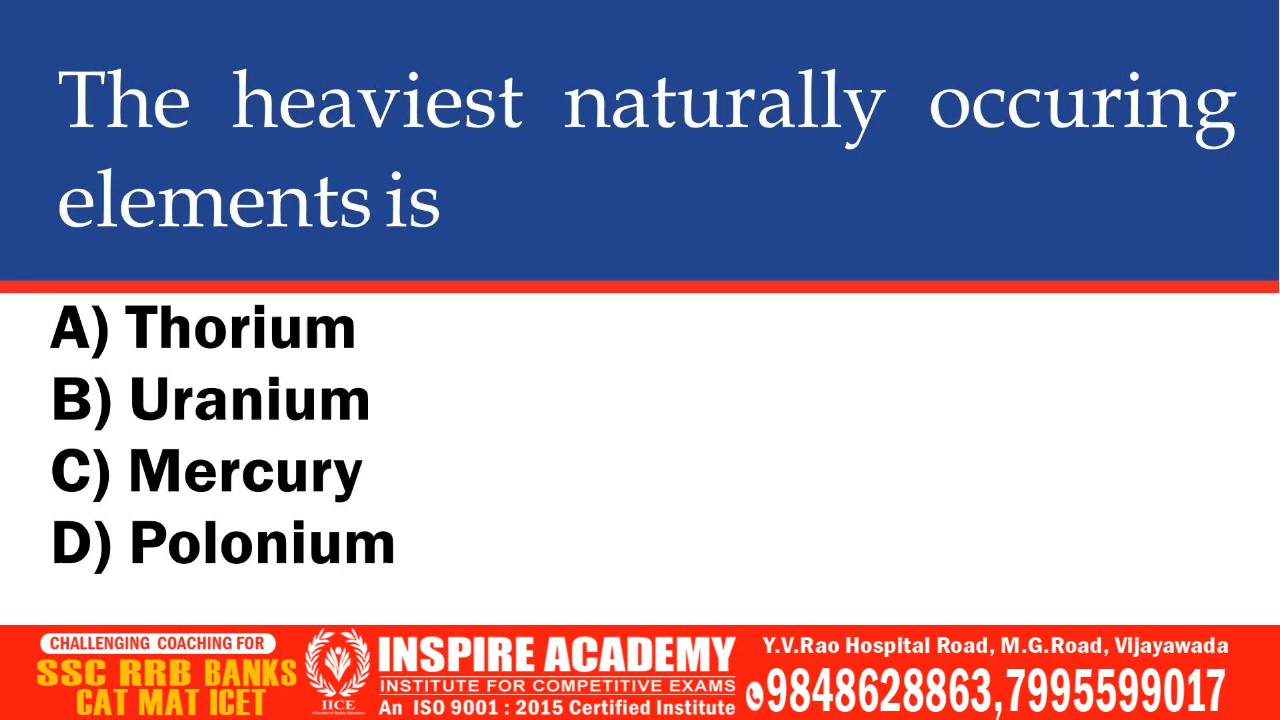 The heaviest naturally occuring
elements is
A) Thorium
B) Uranium
C) Mercury
D) Polonium
CHALLENGING COACHING FOR
SSC RRB BANKS
CAT MAT ICET
IICE
INSPIRE ACADEMY
INSTITUTE FOR COMPETITIVE EXAMS
An ISO 9001 : 2015 Certified Institute
Y.V.Rao Hospital Road, M.G.Road, Vijayawada
9848628863,7995599017